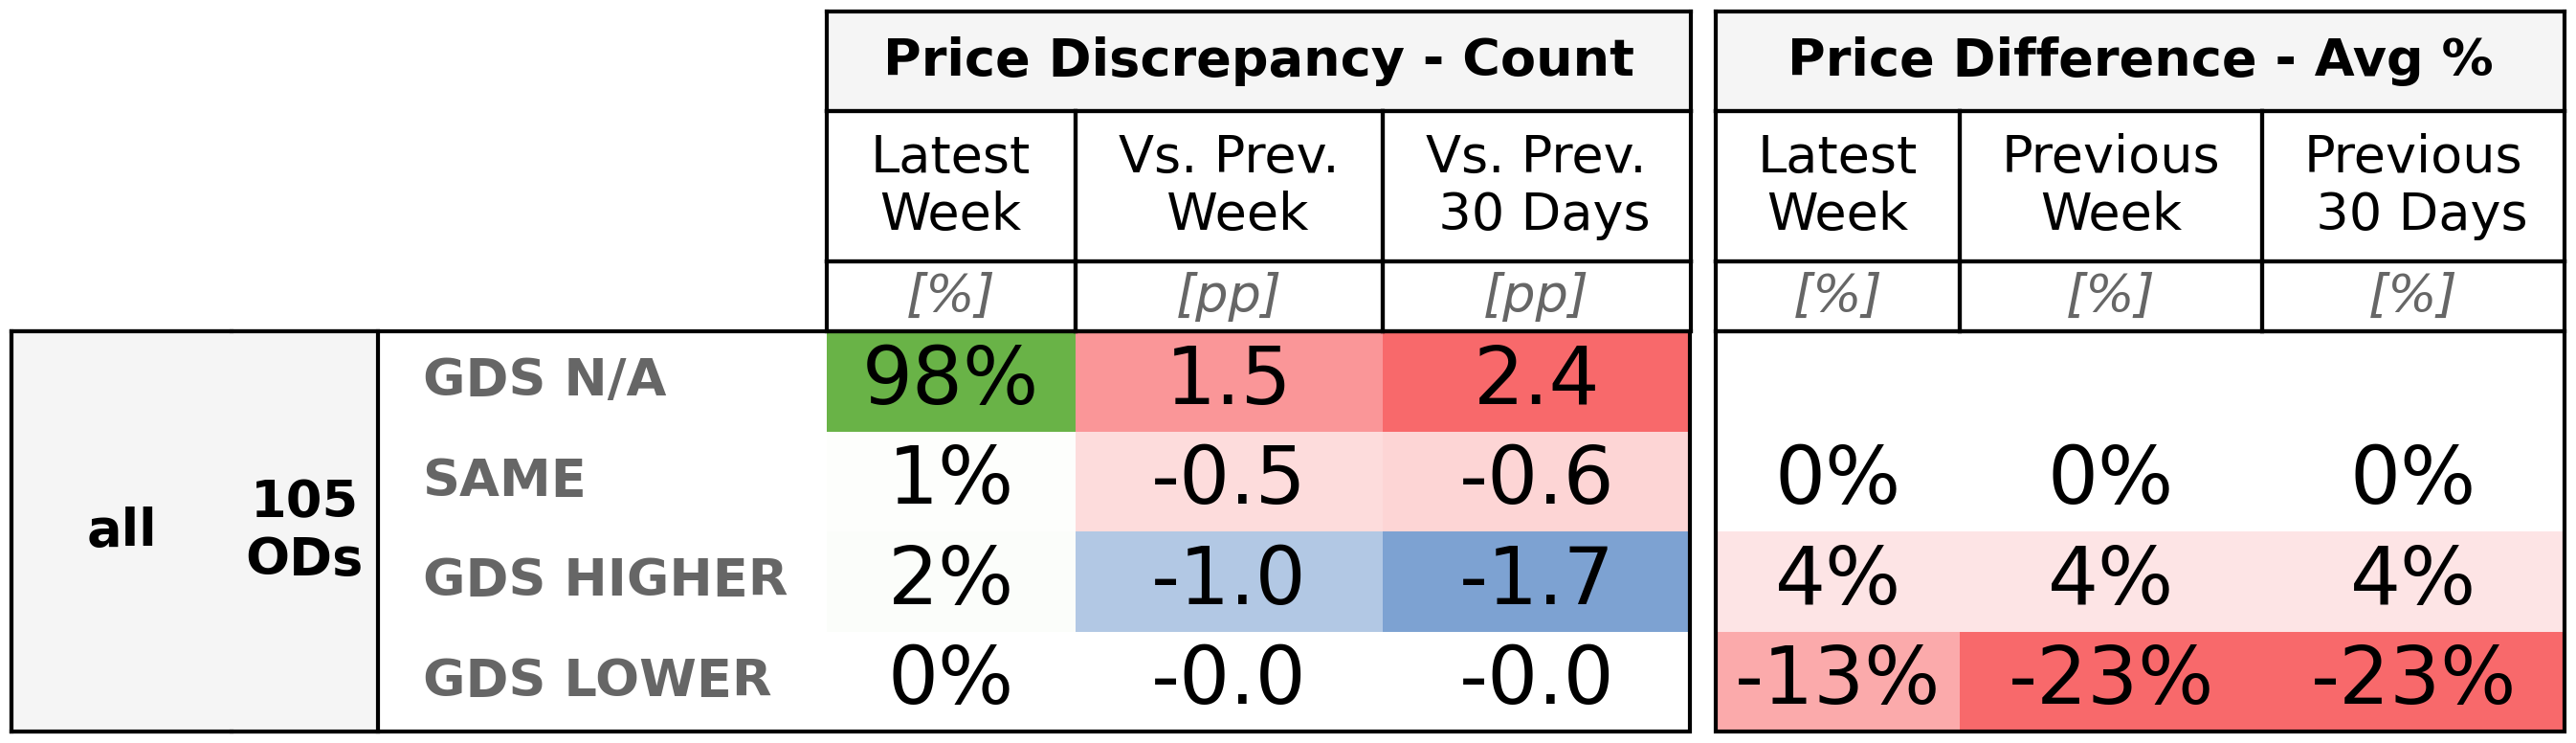 Price Discrepancy - Count Price Difference - Avg %
Latest Week Vs. Prev. Week Vs. Prev. 30 Days Latest Week Previous Week Previous 30 Days
[%] [pp] [pp] [%] [%] [%]
all 105 ODs
GDS N/A 98% 1.5 2.4
SAME 1% -0.5 -0.6 0% 0% 0%
GDS HIGHER 2% -1.0 -1.7 4% 4% 4%
GDS LOWER 0% -0.0 -0.0 -13% -23% -23%